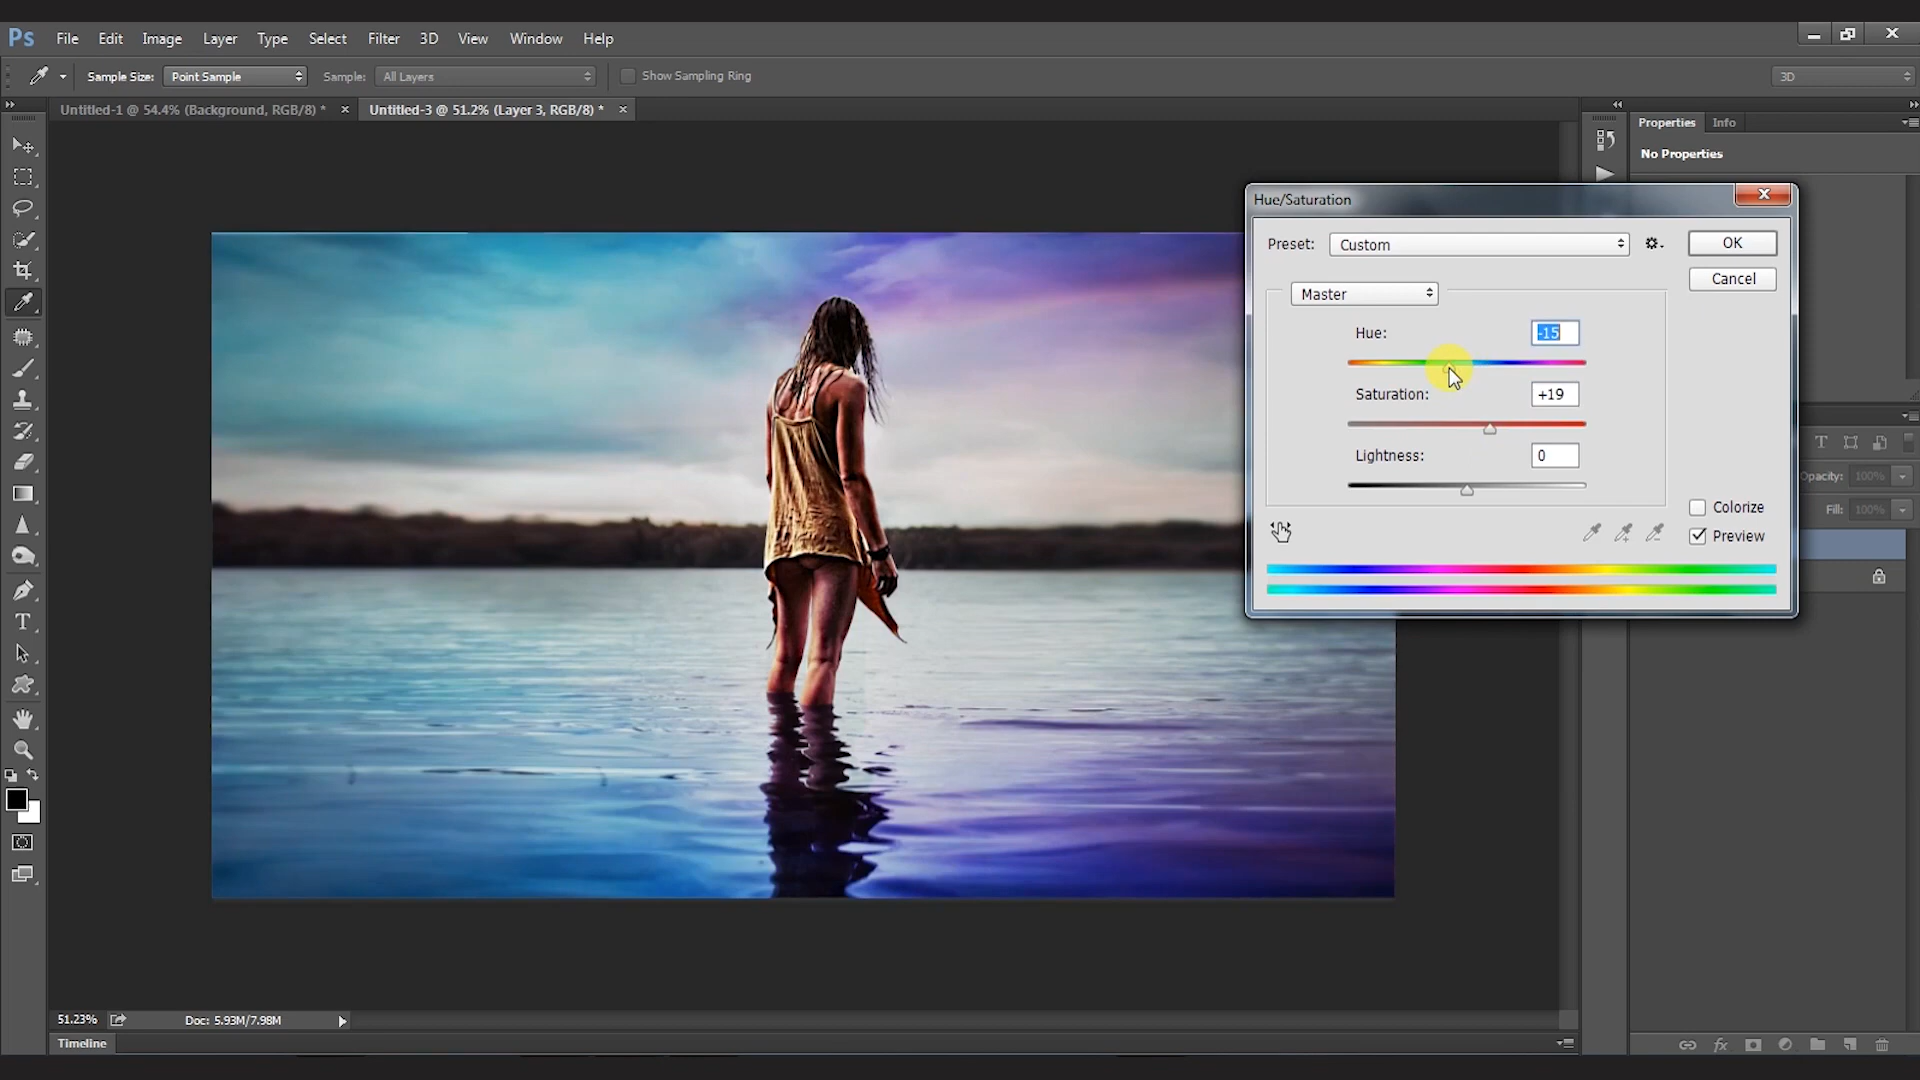 Ps File Edit Image Layer Type Select Filter 3D View Window Help
Sample Size: Point Sample Sample: All Layers Show Sampling Ring 3D
Untitled-1 @ 54.4% (Background, RGB/8) * × Untitled-3 @ 51.2% (Layer 3, RGB/8) * ×
Properties Info
No Properties
Hue/Saturation
Preset: Custom OK
Cancel
Master
Hue: -15
Saturation: +19
Lightness: 0
Opacity: 100%
Colorize
Fill: 100%
Preview
51.23% Doc: 5.93M/7.98M
Timeline
fx